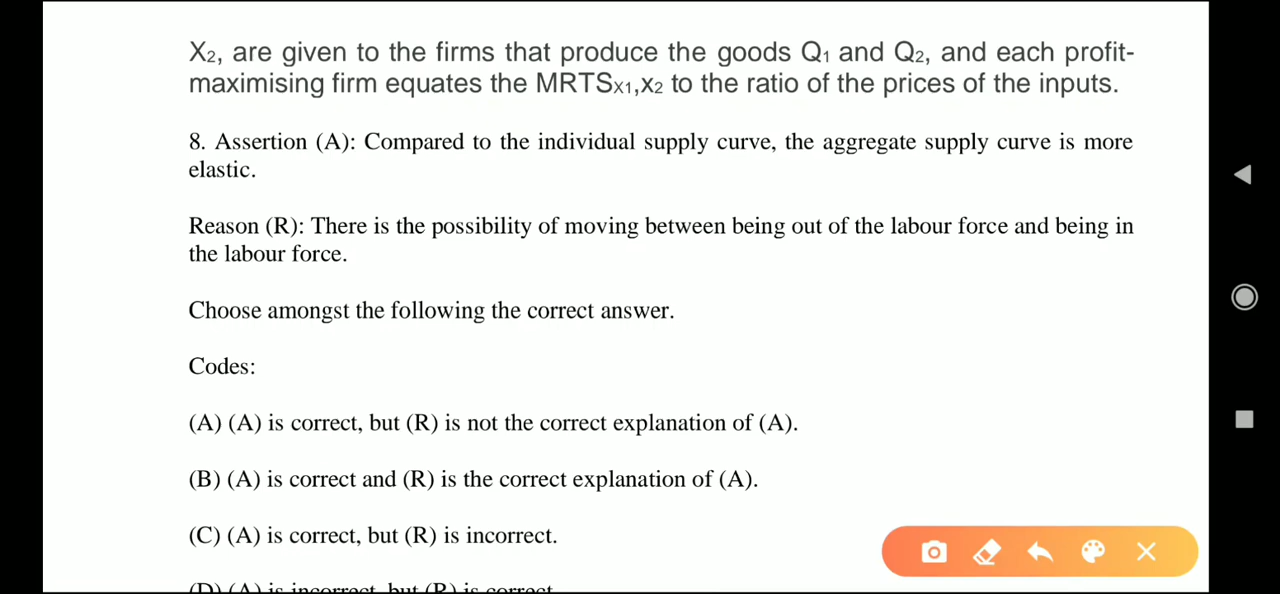 X₂, are given to the firms that produce the goods Q₁ and Q₂, and each profit-
maximising firm equates the MRTSx₁,x₂ to the ratio of the prices of the inputs.
8. Assertion (A): Compared to the individual supply curve, the aggregate supply curve is more
elastic.
Reason (R): There is the possibility of moving between being out of the labour force and being in
the labour force.
Choose amongst the following the correct answer.
Codes:
(A) (A) is correct, but (R) is not the correct explanation of (A).
(B) (A) is correct and (R) is the correct explanation of (A).
(C) (A) is correct, but (R) is incorrect.
(D) (A) is incorrect, but (R) is correct